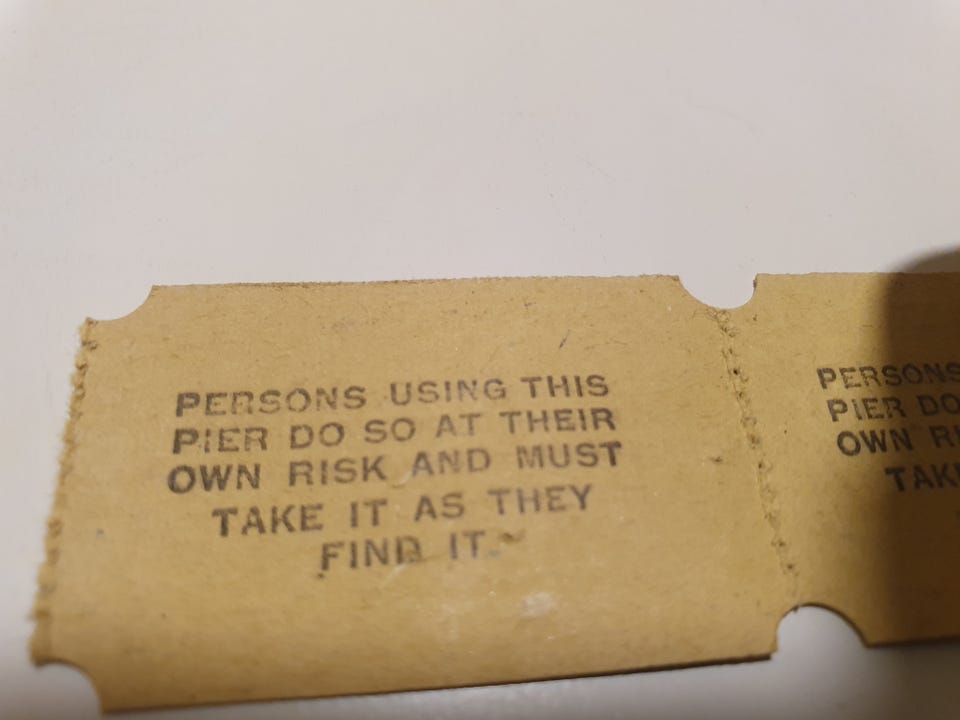 PERSONS USING THIS
PIER DO SO AT THEIR
OWN RISK AND MUST
TAKE IT AS THEY
FIND IT.
PERSONS
PIER DO
OWN